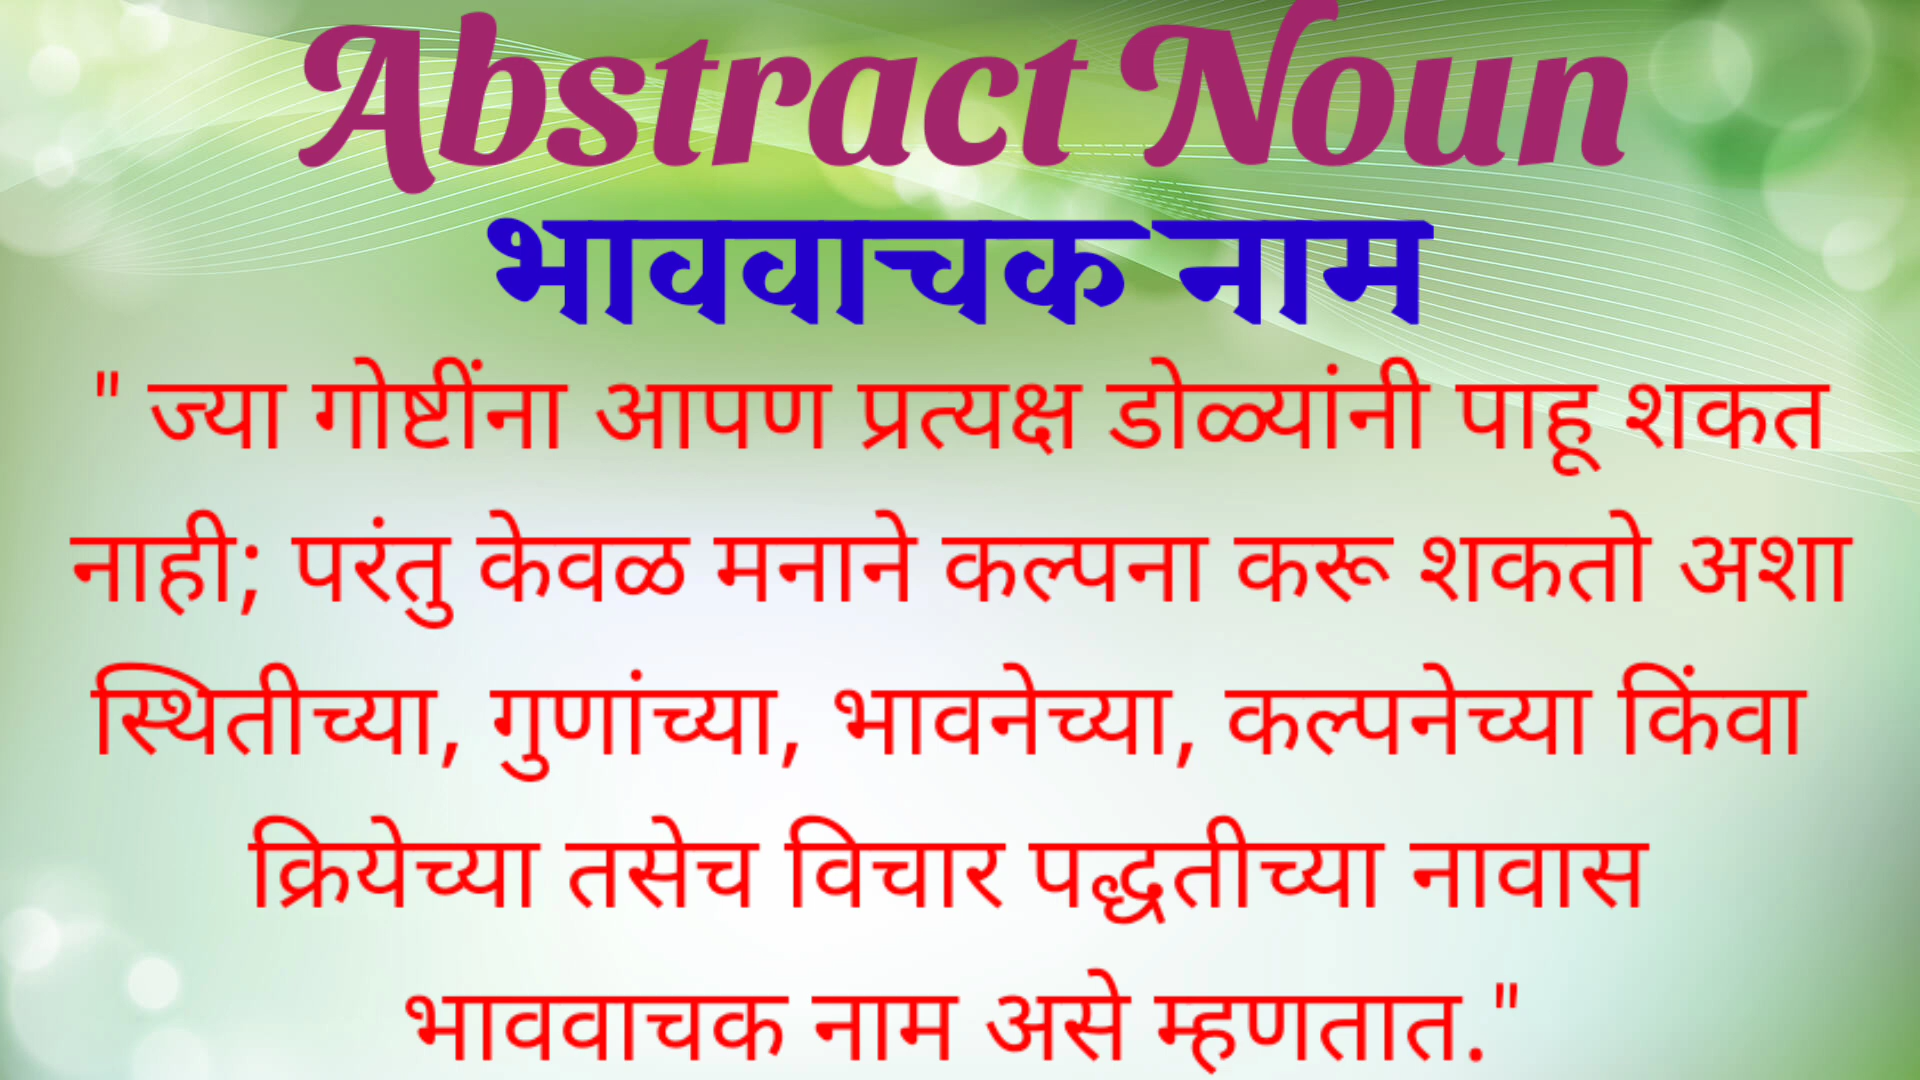 Abstract Noun
भाववाचक नाम
" ज्या गोष्टींना आपण प्रत्यक्ष डोळ्यांनी पाहू शकत
नाही; परंतु केवळ मनाने कल्पना करू शकतो अशा
स्थितीच्या, गुणांच्या, भावनेच्या, कल्पनेच्या किंवा
क्रियेच्या तसेच विचार पद्धतीच्या नावास
भाववाचक नाम असे म्हणतात."